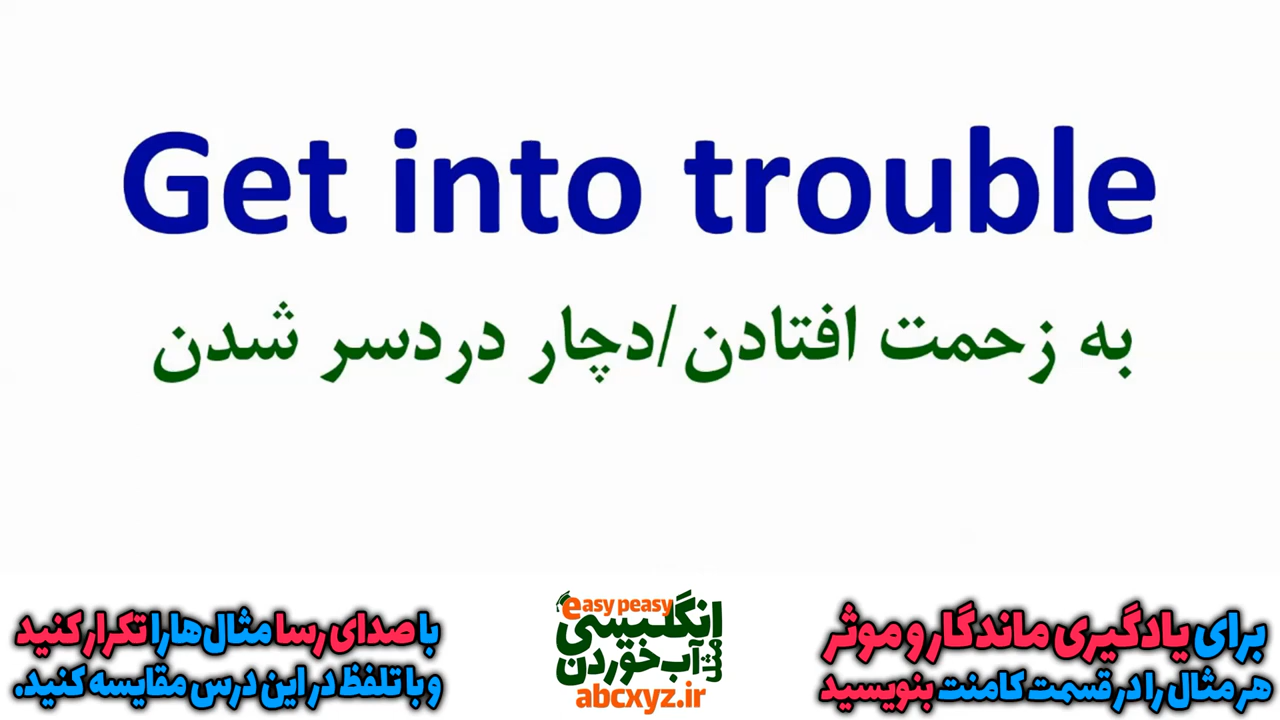 Get into trouble
به زحمت افتادن/دچار دردسر شدن
برای یادگیری ماندگار و موثر
هر مثال را در قسمت کامنت بنویسید
easy peasy
انگلیسی
مثل آب خوردن
abcxyz.ir
با صدای رسا مثال‌ها را تکرار کنید
و با تلفظ در این درس مقایسه کنید.